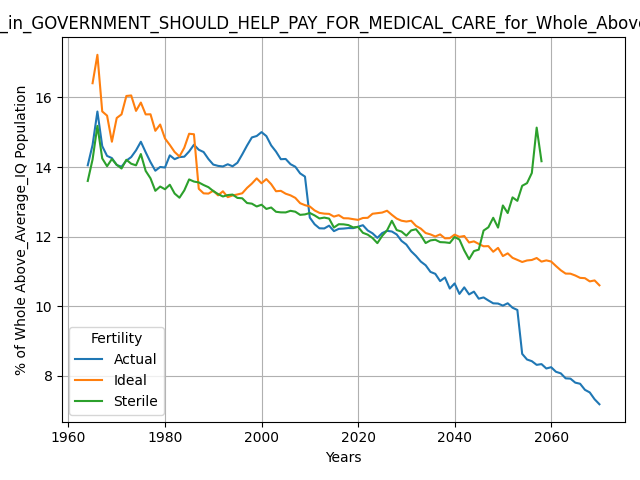 _in_GOVERNMENT_SHOULD_HELP_PAY_FOR_MEDICAL_CARE_for_Whole_Above
% of Whole Above_Average_IQ Population
16
14
12
10
8
Fertility
Actual
Ideal
Sterile
1960 1980 2000 2020 2040 2060
Years